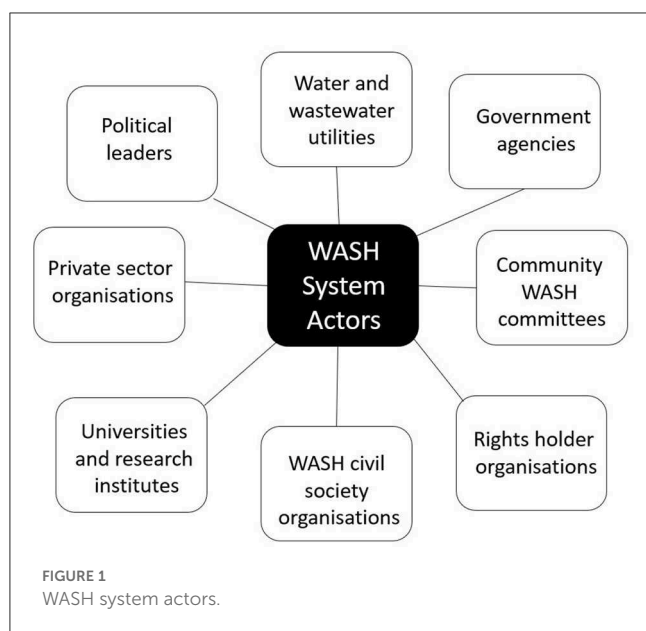 Water and
wastewater
utilities
Political
leaders
Government
agencies
Private sector
organisations
WASH
System
Actors
Community
WASH
committees
Universities
and research
institutes
WASH civil
society
organisations
Rights holder
organisations
FIGURE 1
WASH system actors.